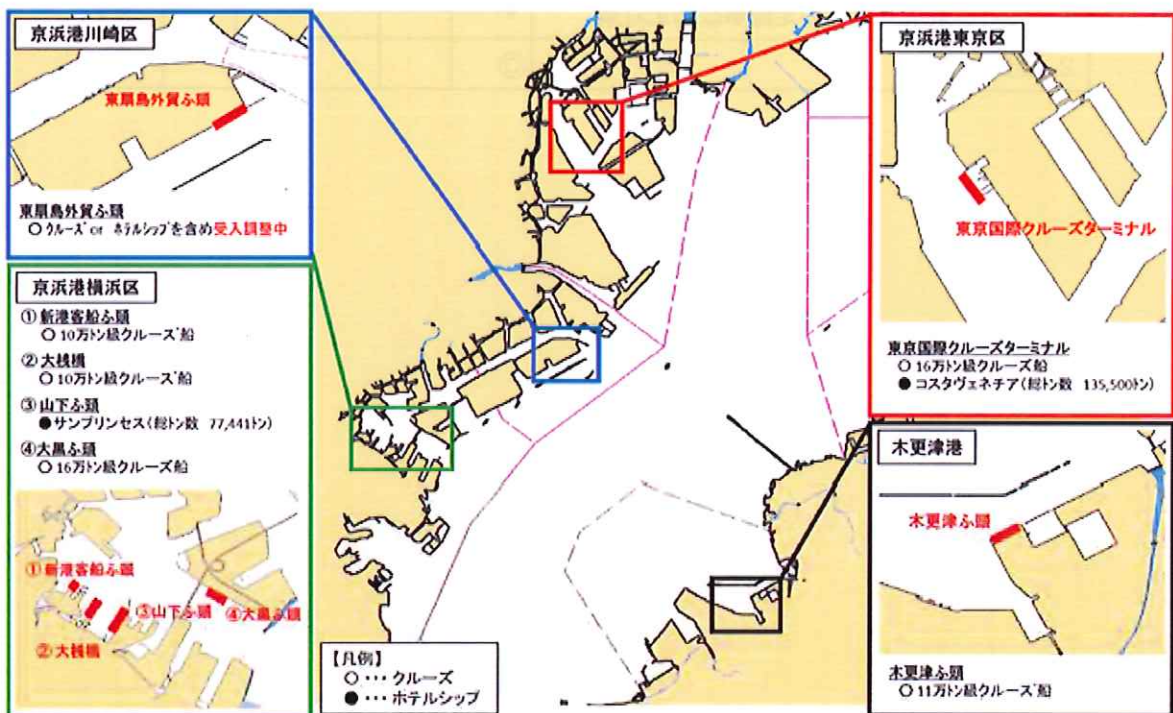 京浜港川崎区
東扇島外貿ふ頭
東扇島外貿ふ頭
○ クルーズ or ホテルシップを含め受入調整中
京浜港横浜区
① 新港客船ふ頭
○ 10万トン級クルーズ船
② 大桟橋
○ 10万トン級クルーズ船
③ 山下ふ頭
●サンプリンセス(総トン数 77,441トン)
④ 大黒ふ頭
○ 16万トン級クルーズ船
① 新港客船ふ頭
③山下ふ頭
④大黒ふ頭
② 大桟橋
【凡例】
○ ・・・ クルーズ
● ・・・ ホテルシップ
京浜港東京区
東京国際クルーズターミナル
東京国際クルーズターミナル
○ 16万トン級クルーズ船
● コスタヴェネチア(総トン数 135,500トン)
木更津港
木更津ふ頭
木更津ふ頭
○ 11万トン級クルーズ船